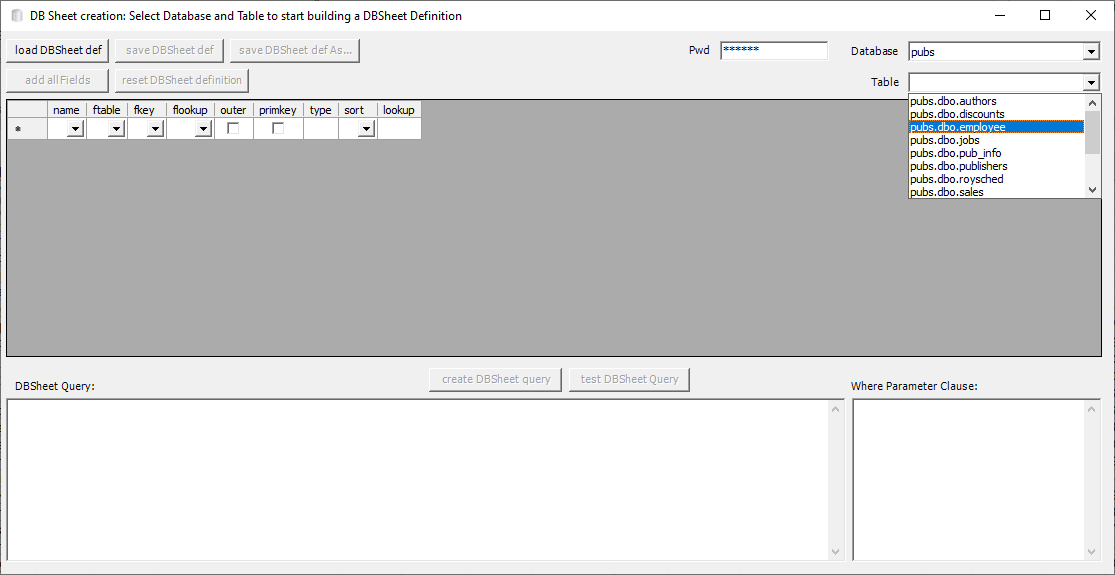 DB Sheet creation: Select Database and Table to start building a DBSheet Definition
load DBSheet def save DBSheet def save DBSheet def As... Pwd ****** Database pubs
add all Fields reset DBSheet definition Table
name ftable fkey flookup outer primkey type sort lookup
*
pubs.dbo.authors
pubs.dbo.discounts
pubs.dbo.employee
pubs.dbo.jobs
pubs.dbo.pub_info
pubs.dbo.publishers
pubs.dbo.roysched
pubs.dbo.sales
DBSheet Query: create DBSheet query test DBSheet Query Where Parameter Clause: